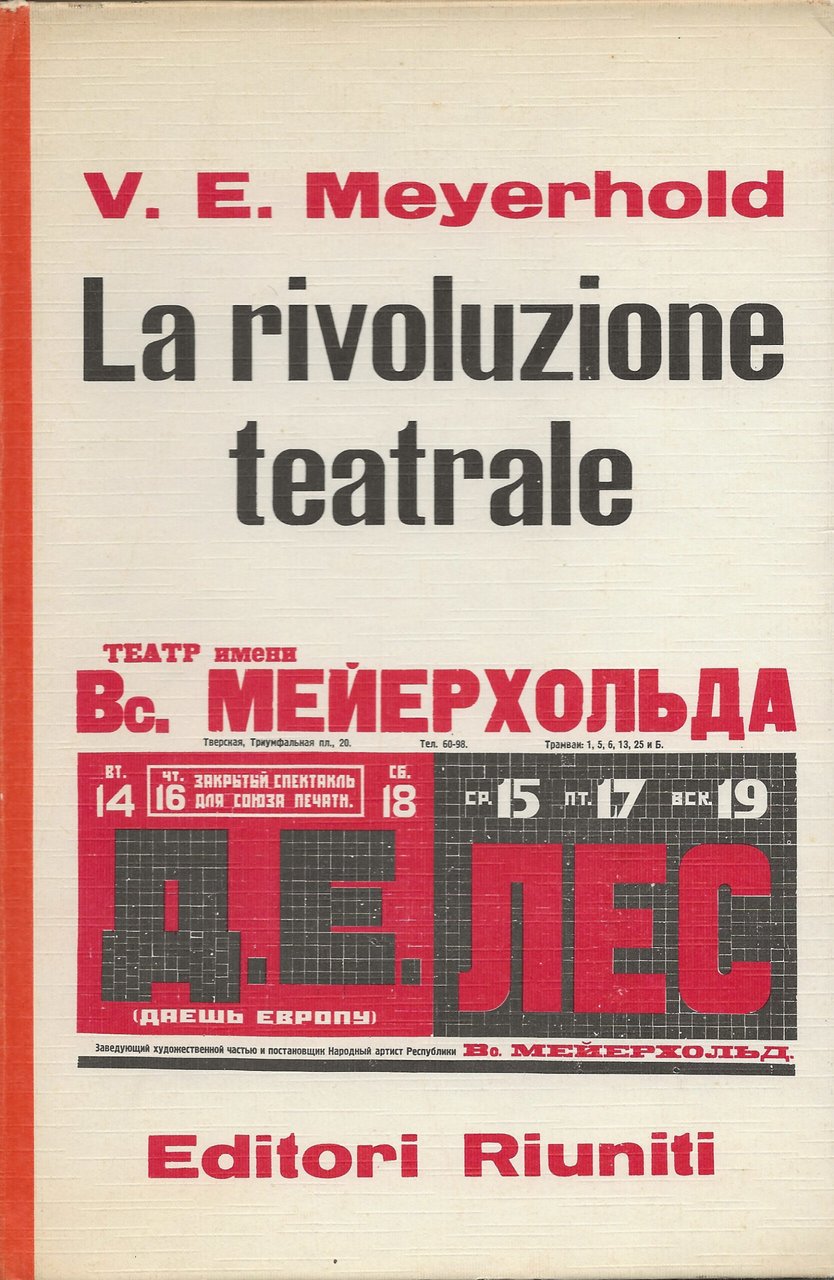 V. E. Meyerhold
La rivoluzione
teatrale
ТЕАТР имени
Вс. МЕЙЕРХОЛЬДА
Тверская, Триумфальная пл., 20. Тел. 60-98. Трамваи: 1, 5, 6, 13, 25 и Б.
ВТ. 14
ЧТ. 16 ЗАКРЫТЫЙ СПЕКТАКЛЬ
ДЛЯ СОЮЗА ПЕЧАТИ.
СБ. 18
СР. 15 ПТ. 17 ВСК. 19
Д.Е.
(ДАЕШЬ ЕВРОПУ)
ЛЕС
Заведующий художественной частью и постановщик Народный артист Республики Вс. МЕЙЕРХОЛЬД.
Editori Riuniti